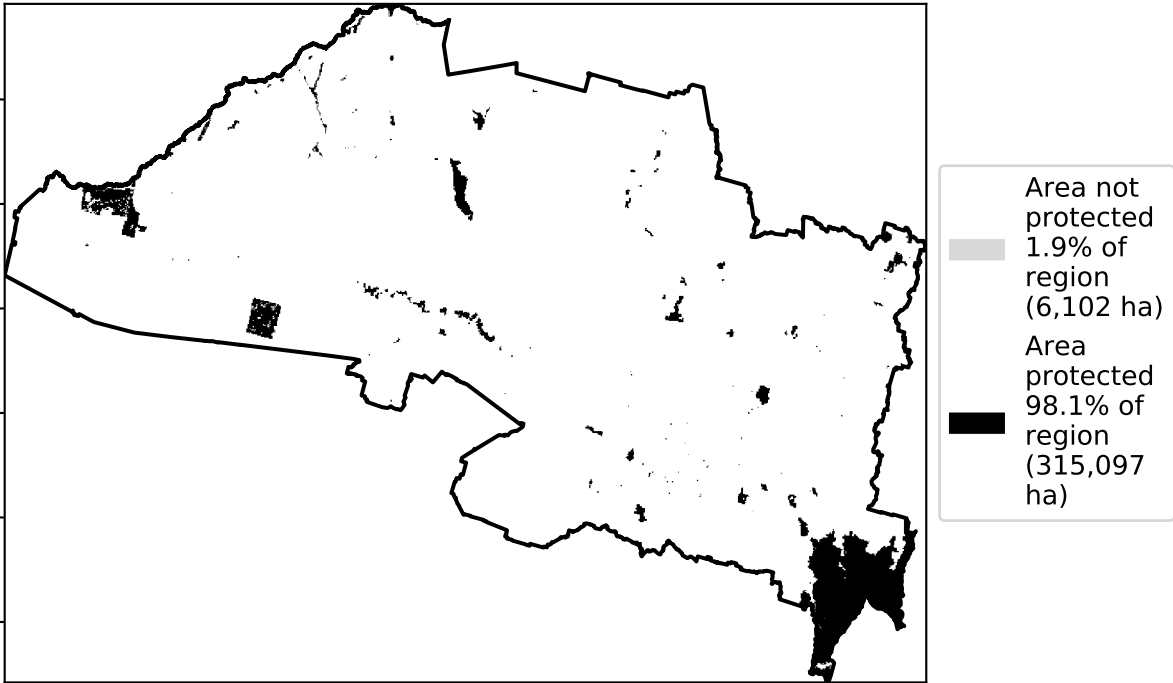 Area not
protected
1.9% of
region
(6,102 ha)
Area
protected
98.1% of
region
(315,097
ha)